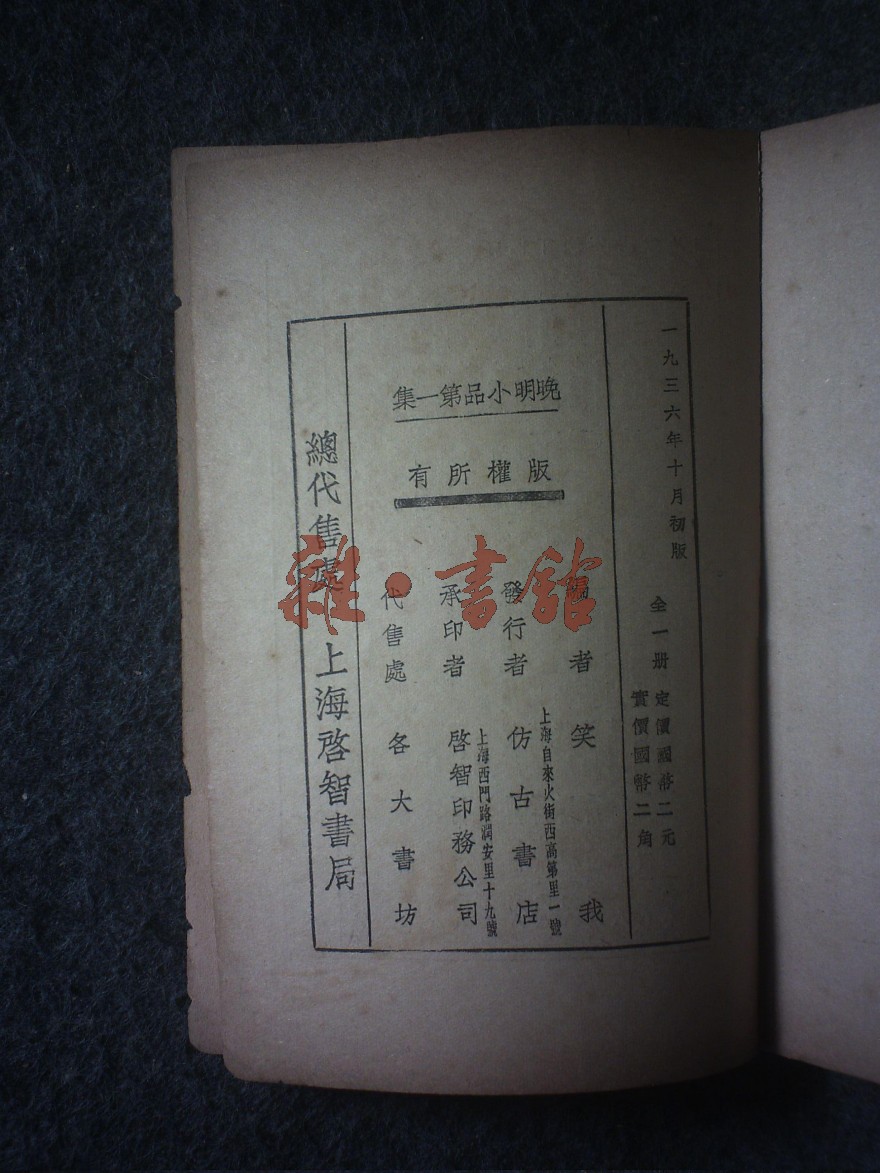 一九三六年十月初版
全一册
定價國幣二元
實價國幣二角
晚明小品第一集
版權所有
編者 笑我
發行者 仿古書店
上海自來火街西高第里一號
承印者 啓智印務公司
上海西門路潤安里十九號
代售處 各大書坊
總代售處 上海啓智書局
雜·書館